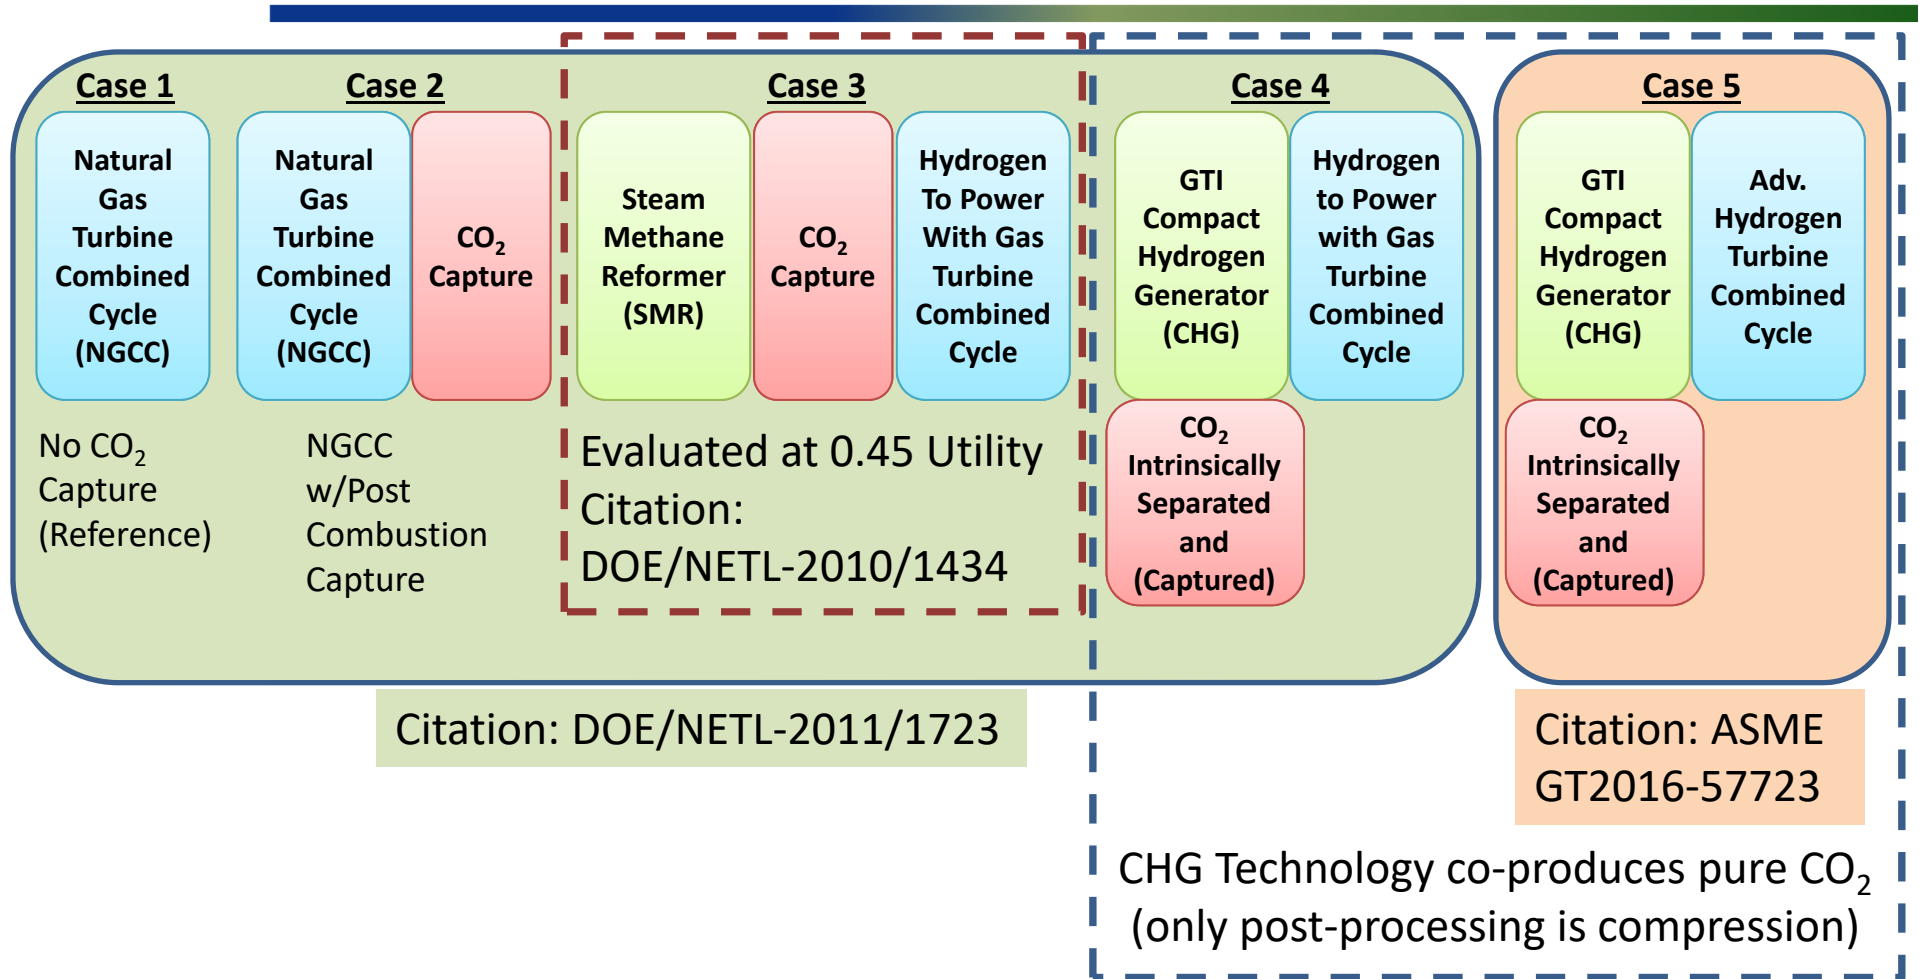 Case 1
Natural
Gas
Turbine
Combined
Cycle
(NGCC)
No CO₂
Capture
(Reference)
Case 2
Natural
Gas
Turbine
Combined
Cycle
(NGCC)
CO₂
Capture
NGCC
w/Post
Combustion
Capture
Case 3
Steam
Methane
Reformer
(SMR)
CO₂
Capture
Hydrogen
To Power
With Gas
Turbine
Combined
Cycle
Evaluated at 0.45 Utility
Citation:
DOE/NETL-2010/1434
Case 4
GTI
Compact
Hydrogen
Generator
(CHG)
Hydrogen
to Power
with Gas
Turbine
Combined
Cycle
CO₂
Intrinsically
Separated
and
(Captured)
Case 5
GTI
Compact
Hydrogen
Generator
(CHG)
Adv.
Hydrogen
Turbine
Combined
Cycle
CO₂
Intrinsically
Separated
and
(Captured)
Citation: DOE/NETL-2011/1723
Citation: ASME
GT2016-57723
CHG Technology co-produces pure CO₂
(only post-processing is compression)